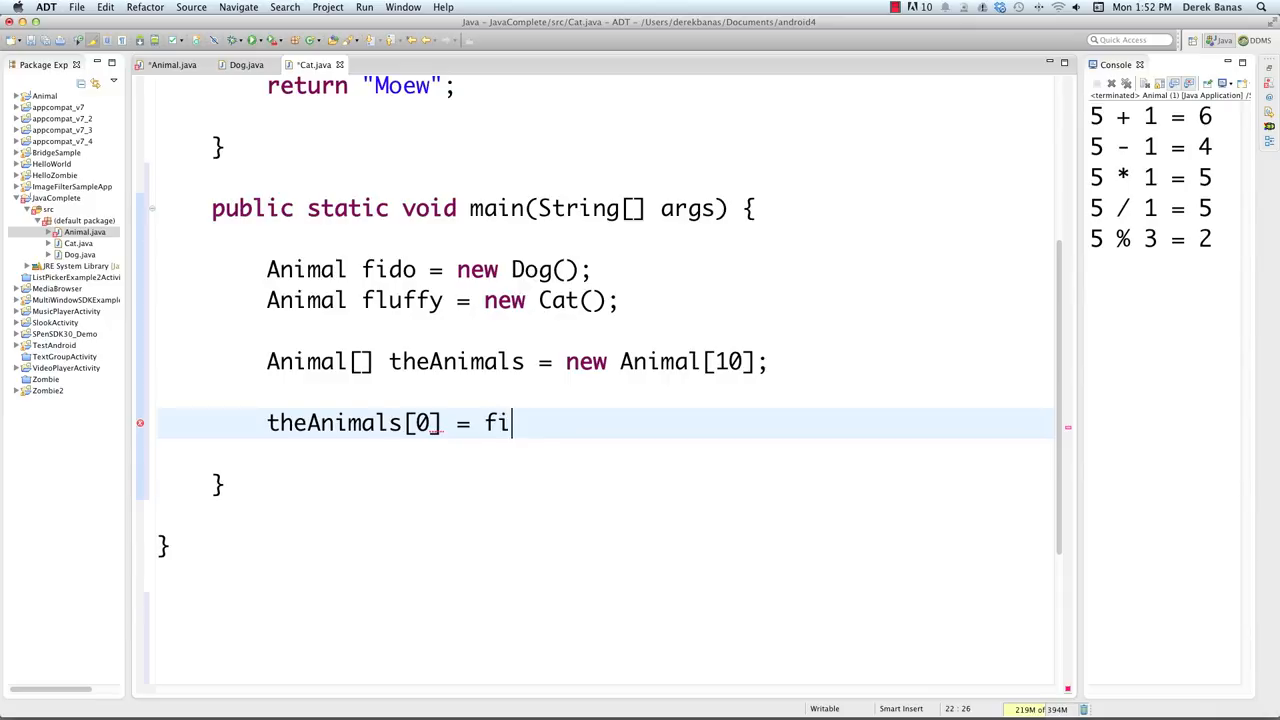 ADT File Edit Refactor Source Navigate Search Project Run Window Help 10 Mon 1:52 PM Derek Banas
Java - JavaComplete/src/Cat.java - ADT - /Users/derekbanas/Documents/android4
Quick Access Java DDMS
Package Exp
*Animal.java Dog.java *Cat.java
Console
Animal
appcompat_v7
appcompat_v7_2
appcompat_v7_3
appcompat_v7_4
BridgeSample
HelloWorld
HelloZombie
ImageFilterSampleApp
JavaComplete
src
(default package)
Animal.java
Cat.java
Dog.java
JRE System Library [Ja
ListPickerExample2Activi
MediaBrowser
MultiWindowSDKExample
MusicPlayerActivity
SlookActivity
SPenSDK30_Demo
TestAndroid
TextGroupActivity
VideoPlayerActivity
Zombie
Zombie2
return "Moew";
}
public static void main(String[] args) {
Animal fido = new Dog();
Animal fluffy = new Cat();
Animal[] theAnimals = new Animal[10];
theAnimals[0] = fi
}
}
<terminated> Animal (1) [Java Application] /S
5 + 1 = 6
5 - 1 = 4
5 * 1 = 5
5 / 1 = 5
5 % 3 = 2
Writable Smart Insert 22 : 26 219M of 394M